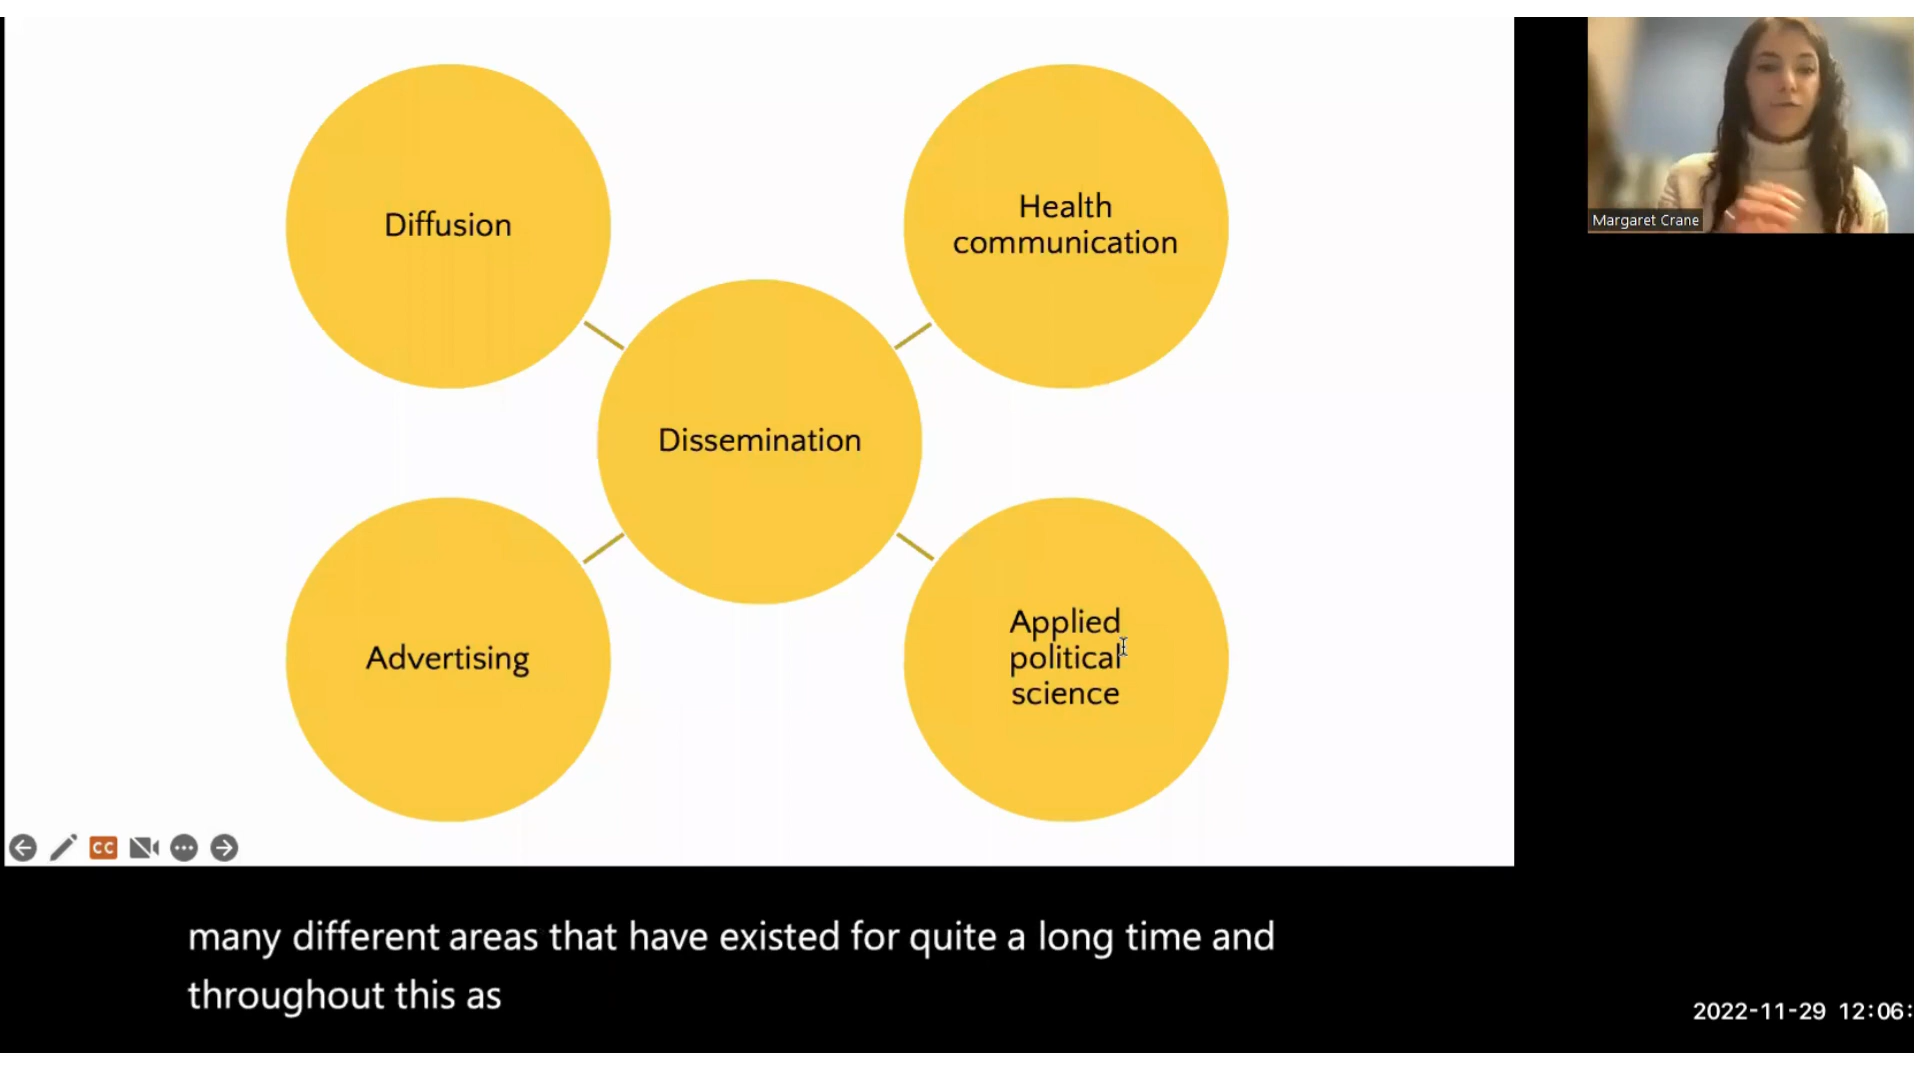 Diffusion
Health
communication
Margaret Crane
Dissemination
Advertising
Applied
political
science
CC
many different areas that have existed for quite a long time and
throughout this as
2022-11-29 12:06: